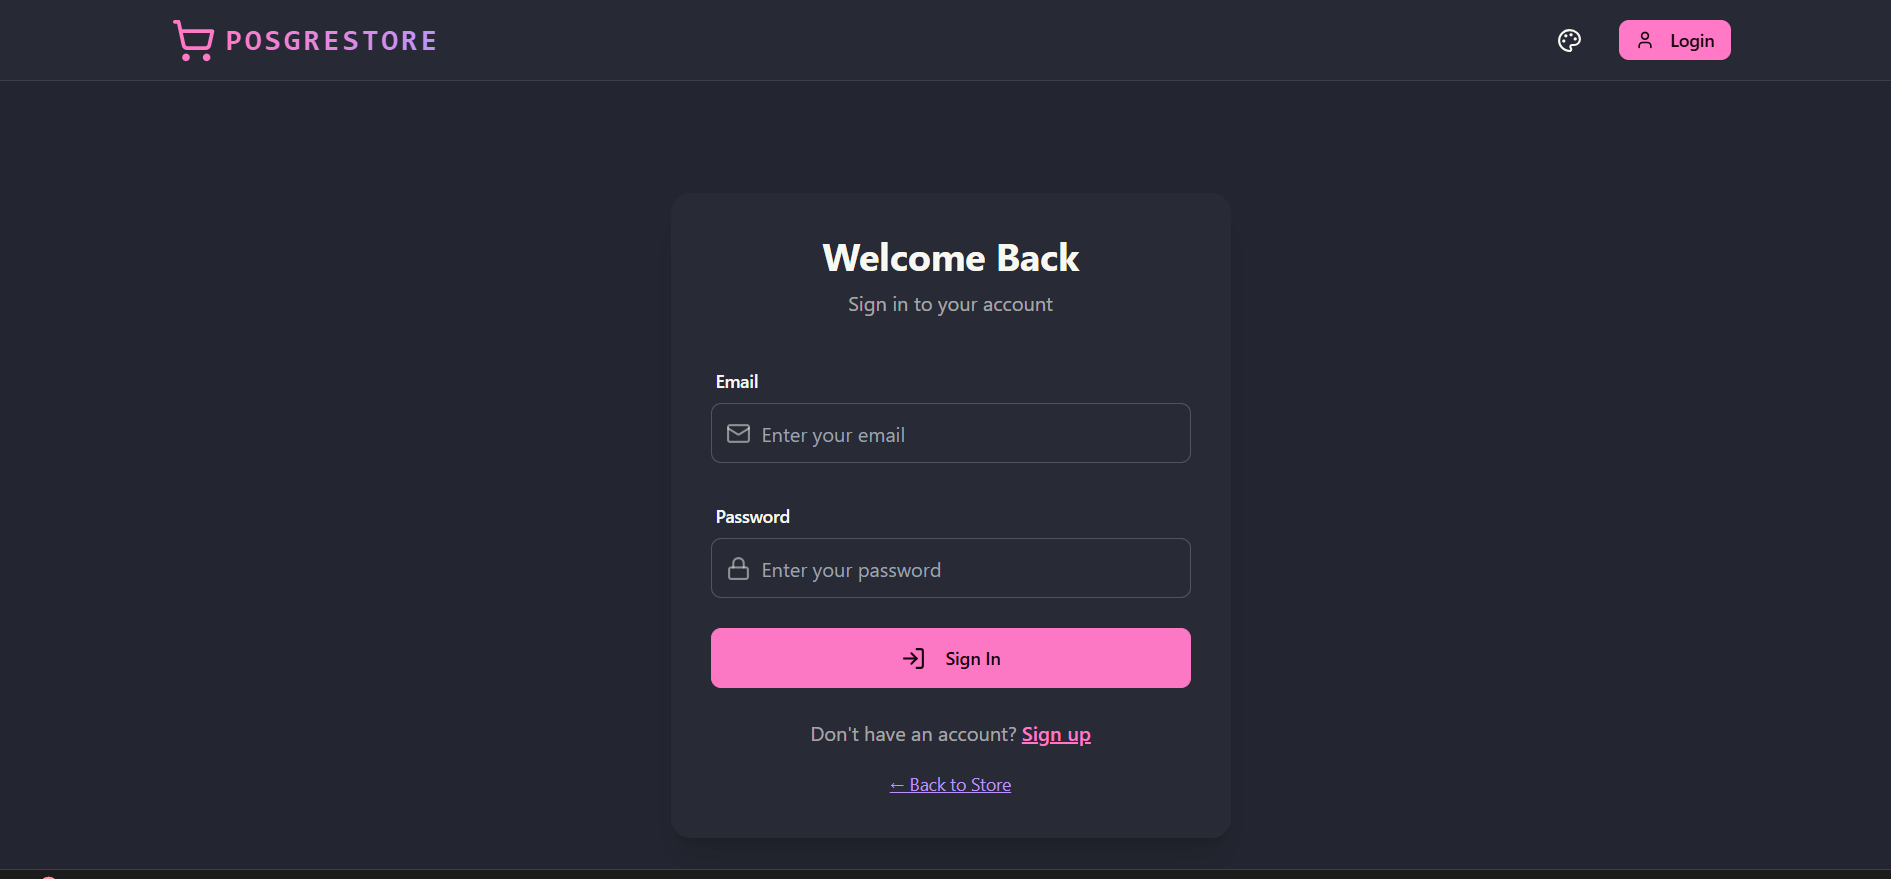 POSGRESTORE
Login
Welcome Back
Sign in to your account
Email
Enter your email
Password
Enter your password
Sign In
Don't have an account? Sign up
← Back to Store